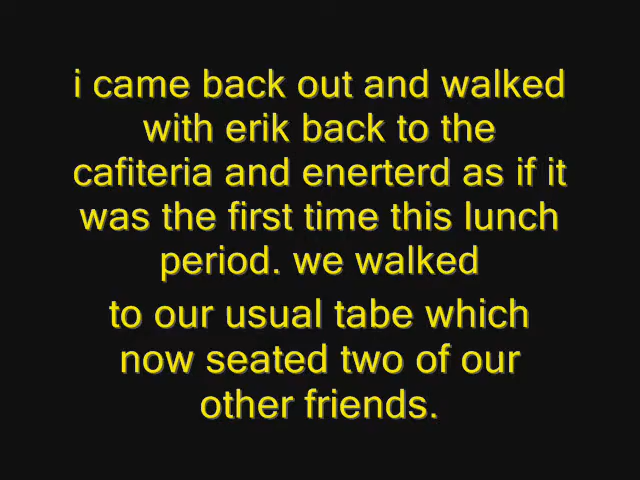 i came back out and walked
with erik back to the
cafiteria and enerterd as if it
was the first time this lunch
period. we walked
to our usual tabe which
now seated two of our
other friends.